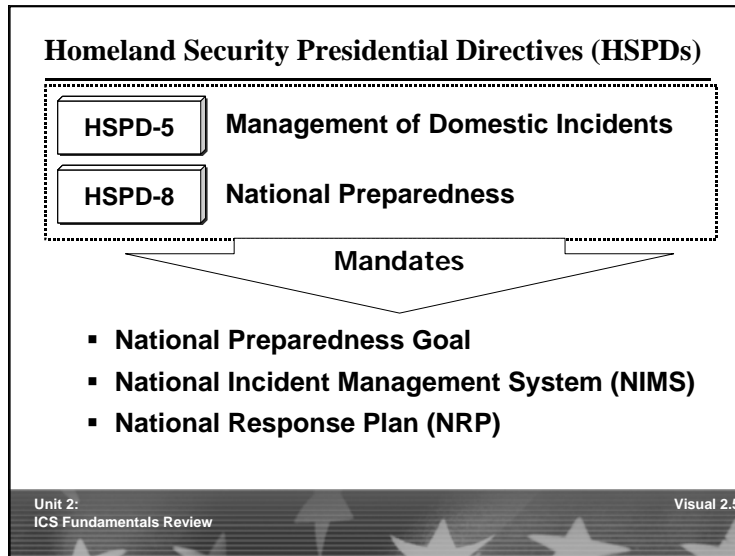 Homeland Security Presidential Directives (HSPDs)
HSPD-5 Management of Domestic Incidents
HSPD-8 National Preparedness
Mandates
▪ National Preparedness Goal
▪ National Incident Management System (NIMS)
▪ National Response Plan (NRP)
Unit 2: Visual 2.5
ICS Fundamentals Review